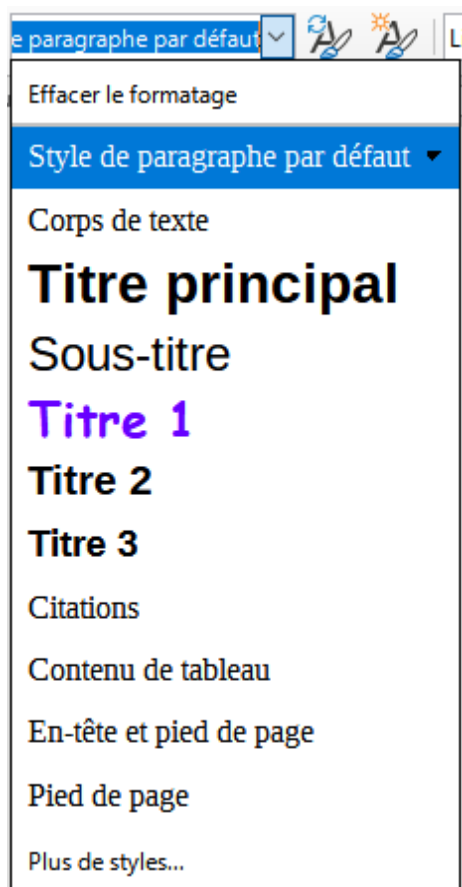 e paragraphe par défaut
L
Effacer le formatage
Style de paragraphe par défaut
Corps de texte
Titre principal
Sous-titre
Titre 1
Titre 2
Titre 3
Citations
Contenu de tableau
En-tête et pied de page
Pied de page
Plus de styles...